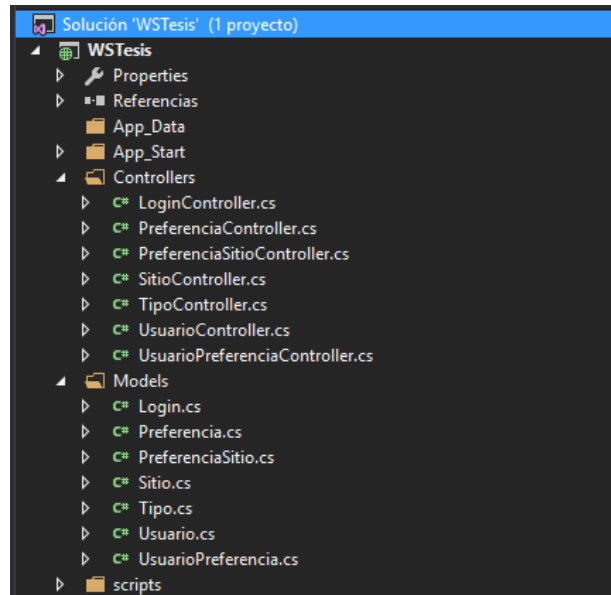 Solución 'WSTesis' (1 proyecto)
WSTesis
Properties
Referencias
App_Data
App_Start
Controllers
C# LoginController.cs
C# PreferenciaController.cs
C# PreferenciaSitioController.cs
C# SitioController.cs
C# TipoController.cs
C# UsuarioController.cs
C# UsuarioPreferenciaController.cs
Models
C# Login.cs
C# Preferencia.cs
C# PreferenciaSitio.cs
C# Sitio.cs
C# Tipo.cs
C# Usuario.cs
C# UsuarioPreferencia.cs
scripts